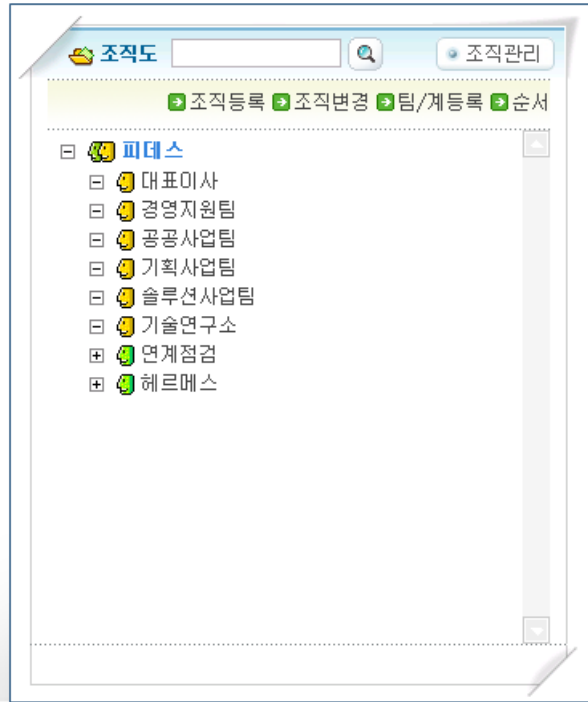 조직도 조직관리
조직등록 조직변경 팀/계등록 순서
피데스
대표이사
경영지원팀
공공사업팀
기획사업팀
솔루션사업팀
기술연구소
연계점검
헤르메스